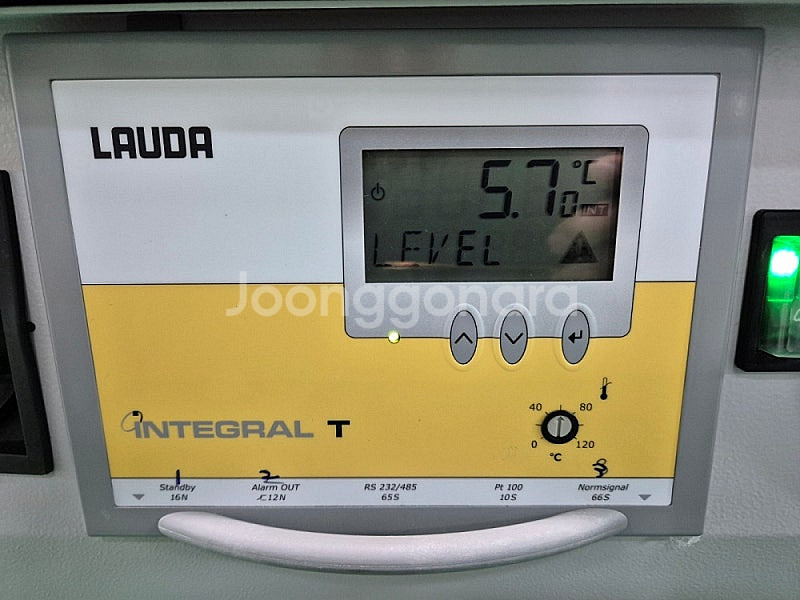 LAUDA
5.70 °C
INT
LEVEL
Joonggonara
INTEGRAL T
40 80
0 120
°C
1 2 3
Standby Alarm OUT RS 232/485 Pt 100 Normsignal
16N 12N 65S 10S 66S